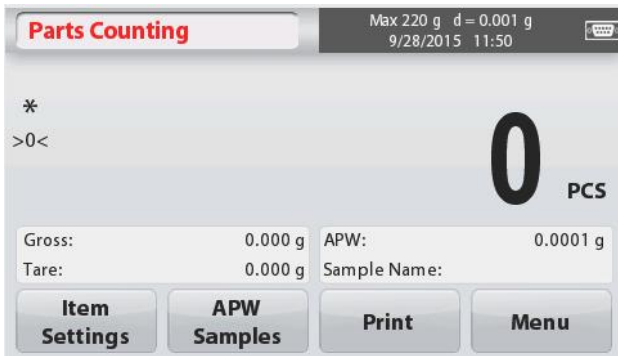 Parts Counting
Max 220 g d = 0.001 g
9/28/2015 11:50
*
>0<
0
PCS
Gross: 0.000 g
Tare: 0.000 g
APW: 0.0001 g
Sample Name:
Item
Settings
APW
Samples
Print
Menu